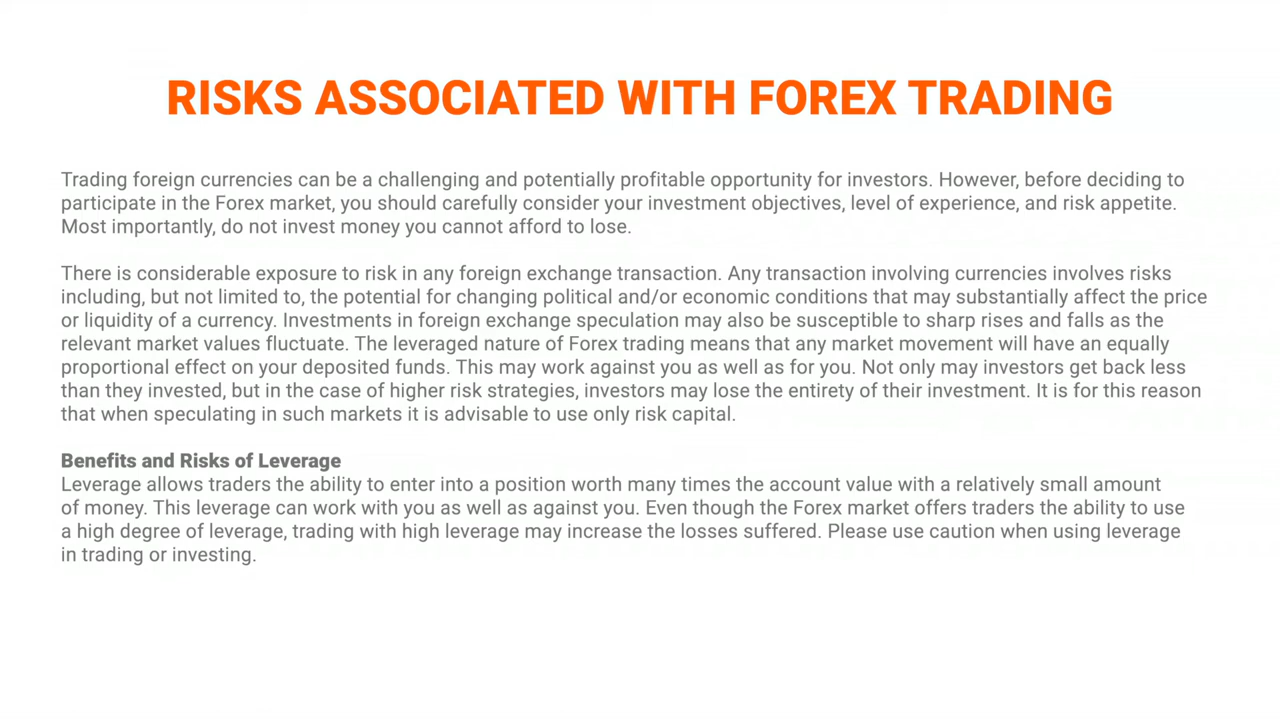 RISKS ASSOCIATED WITH FOREX TRADING
Trading foreign currencies can be a challenging and potentially profitable opportunity for investors. However, before deciding to
participate in the Forex market, you should carefully consider your investment objectives, level of experience, and risk appetite.
Most importantly, do not invest money you cannot afford to lose.
There is considerable exposure to risk in any foreign exchange transaction. Any transaction involving currencies involves risks
including, but not limited to, the potential for changing political and/or economic conditions that may substantially affect the price
or liquidity of a currency. Investments in foreign exchange speculation may also be susceptible to sharp rises and falls as the
relevant market values fluctuate. The leveraged nature of Forex trading means that any market movement will have an equally
proportional effect on your deposited funds. This may work against you as well as for you. Not only may investors get back less
than they invested, but in the case of higher risk strategies, investors may lose the entirety of their investment. It is for this reason
that when speculating in such markets it is advisable to use only risk capital.
Benefits and Risks of Leverage
Leverage allows traders the ability to enter into a position worth many times the account value with a relatively small amount
of money. This leverage can work with you as well as against you. Even though the Forex market offers traders the ability to use
a high degree of leverage, trading with high leverage may increase the losses suffered. Please use caution when using leverage
in trading or investing.